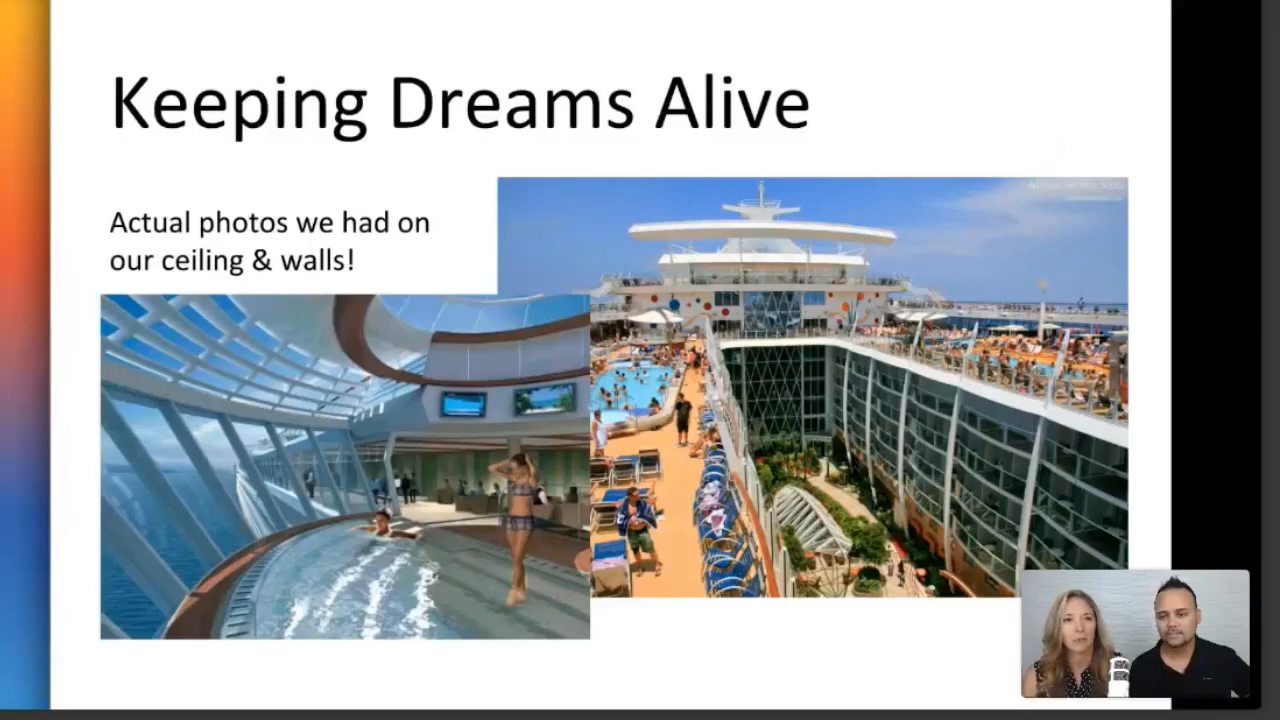 Keeping Dreams Alive
Actual photos we had on
our ceiling & walls!